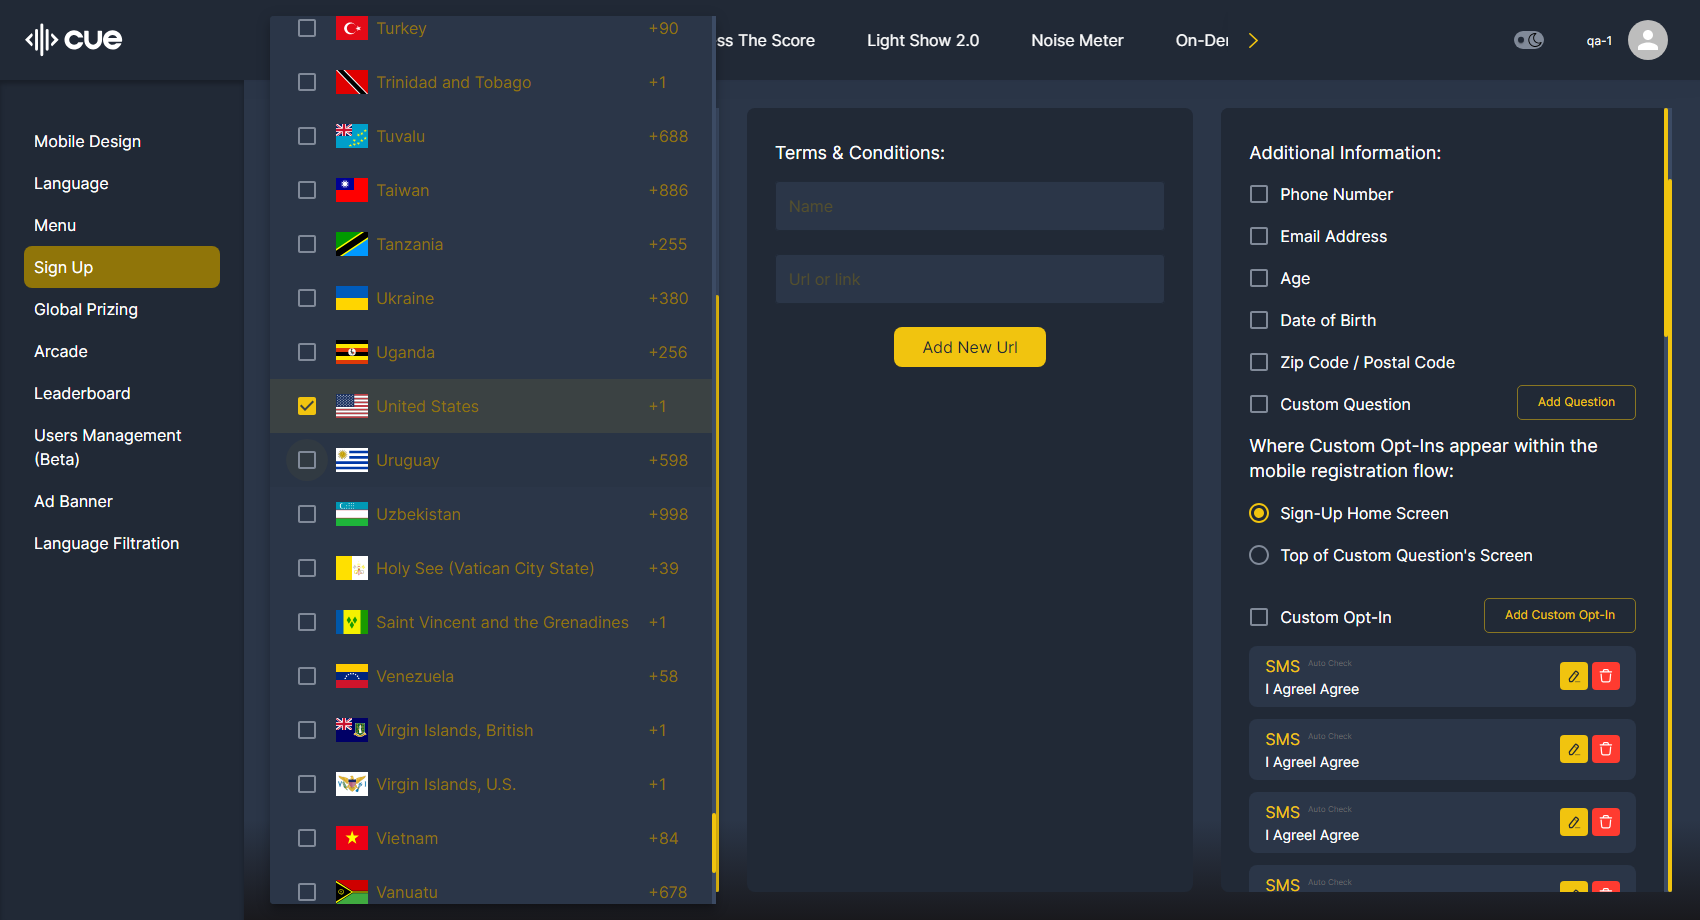 cue
ss The Score
Light Show 2.0
Noise Meter
On-Der
qa-1
Mobile Design
Language
Menu
Sign Up
Global Prizing
Arcade
Leaderboard
Users Management
(Beta)
Ad Banner
Language Filtration
Turkey +90
Trinidad and Tobago +1
Tuvalu +688
Taiwan +886
Tanzania +255
Ukraine +380
Uganda +256
United States +1
Uruguay +598
Uzbekistan +998
Holy See (Vatican City State) +39
Saint Vincent and the Grenadines +1
Venezuela +58
Virgin Islands, British +1
Virgin Islands, U.S. +1
Vietnam +84
Vanuatu +678
Terms & Conditions:
Name
Url or link
Add New Url
Additional Information:
Phone Number
Email Address
Age
Date of Birth
Zip Code / Postal Code
Custom Question
Add Question
Where Custom Opt-Ins appear within the
mobile registration flow:
Sign-Up Home Screen
Top of Custom Question's Screen
Custom Opt-In
Add Custom Opt-In
SMS Auto Check
I AgreeI Agree
SMS Auto Check
I AgreeI Agree
SMS Auto Check
I AgreeI Agree
SMS Auto Check